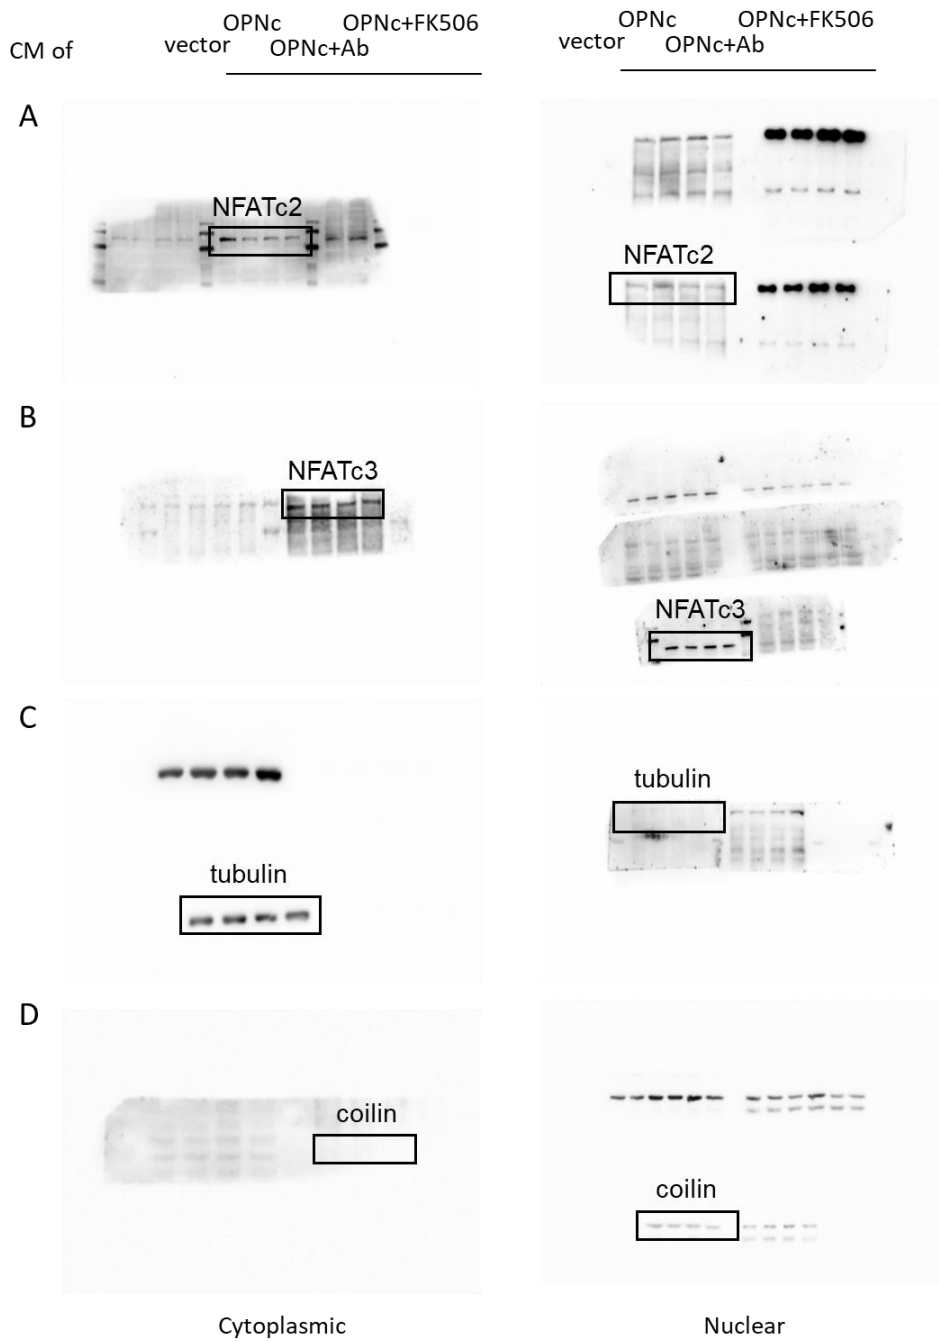 OPNc OPNc+FK506
CM of vector OPNc+Ab
OPNc OPNc+FK506
vector OPNc+Ab
A
NFATc2
NFATc2
B
NFATc3
NFATc3
C
tubulin
tubulin
D
coilin
coilin
Cytoplasmic Nuclear